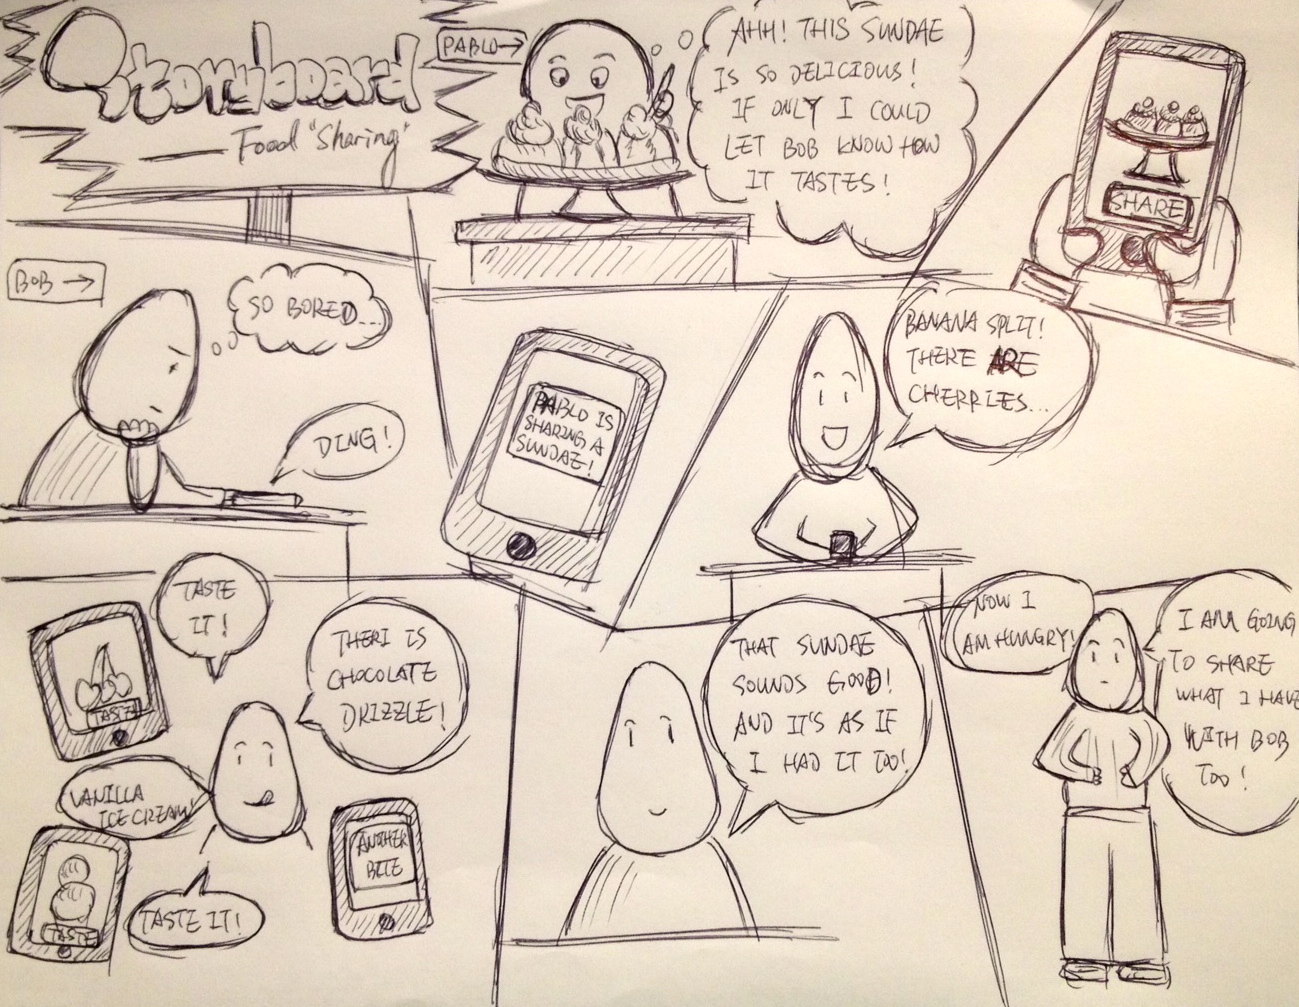 Storyboard
— Food "Sharing"
PABLO→
AHH! THIS SUNDAE
IS SO DELICIOUS!
IF ONLY I COULD
LET BOB KNOW HOW
IT TASTES!
SHARE
BOB →
SO BORED...
DING!
PABLO IS
SHARING A
SUNDAE!
BANANA SPLIT!
THERE ARE
CHERRIES...
TASTE
IT!
TASTE
THERI IS
CHOCOLATE
DRIZZLE!
VANILLA
ICE CREAM!
TASTE
TASTE IT!
ANOTHER
BITE
THAT SUNDAE
SOUNDS GOOD!
AND IT'S AS IF
I HAD IT TOO!
NOW I
AM HUNGRY!
I AM GOING
TO SHARE
WHAT I HAVE
WITH BOB
TOO!